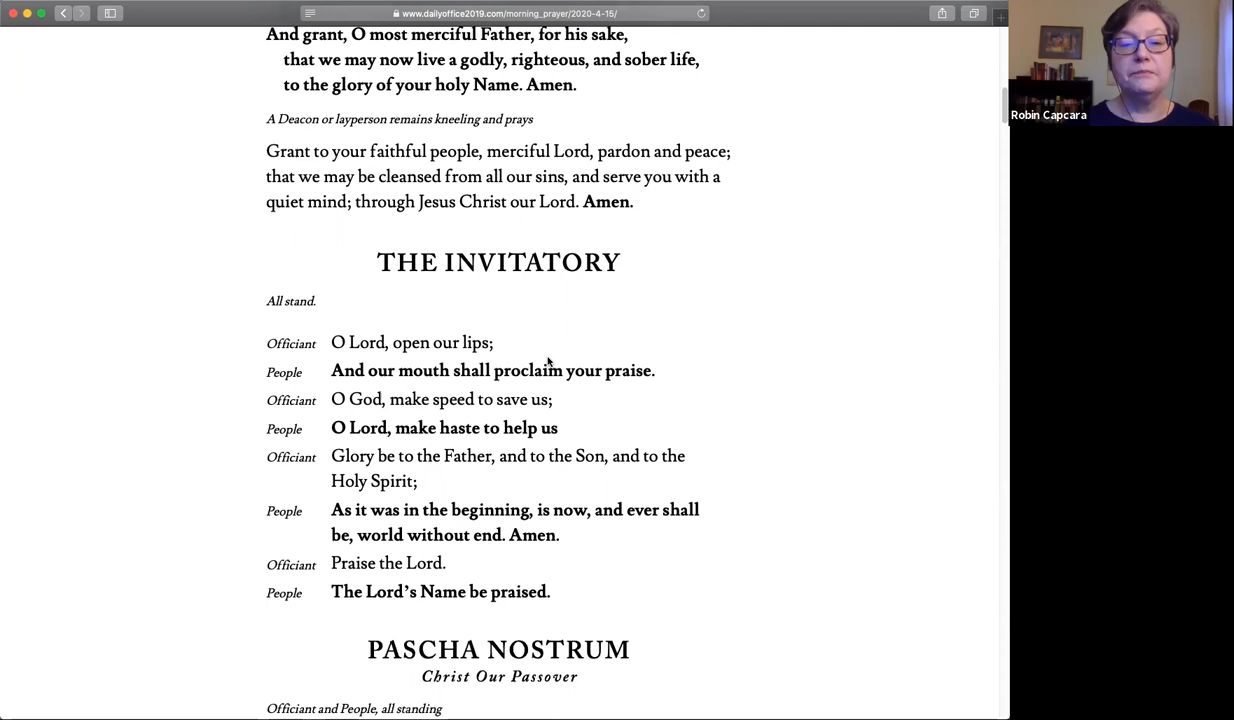 www.dailyoffice2019.com/morning_prayer/2020-4-15/
And grant, O most merciful Father, for his sake,
that we may now live a godly, righteous, and sober life,
to the glory of your holy Name. Amen.
A Deacon or layperson remains kneeling and prays
Grant to your faithful people, merciful Lord, pardon and peace;
that we may be cleansed from all our sins, and serve you with a
quiet mind; through Jesus Christ our Lord. Amen.
THE INVITATORY
All stand.
Officiant O Lord, open our lips;
People And our mouth shall proclaim your praise.
Officiant O God, make speed to save us;
People O Lord, make haste to help us
Officiant Glory be to the Father, and to the Son, and to the
Holy Spirit;
People As it was in the beginning, is now, and ever shall
be, world without end. Amen.
Officiant Praise the Lord.
People The Lord’s Name be praised.
PASCHA NOSTRUM
Christ Our Passover
Officiant and People, all standing
Robin Capcara